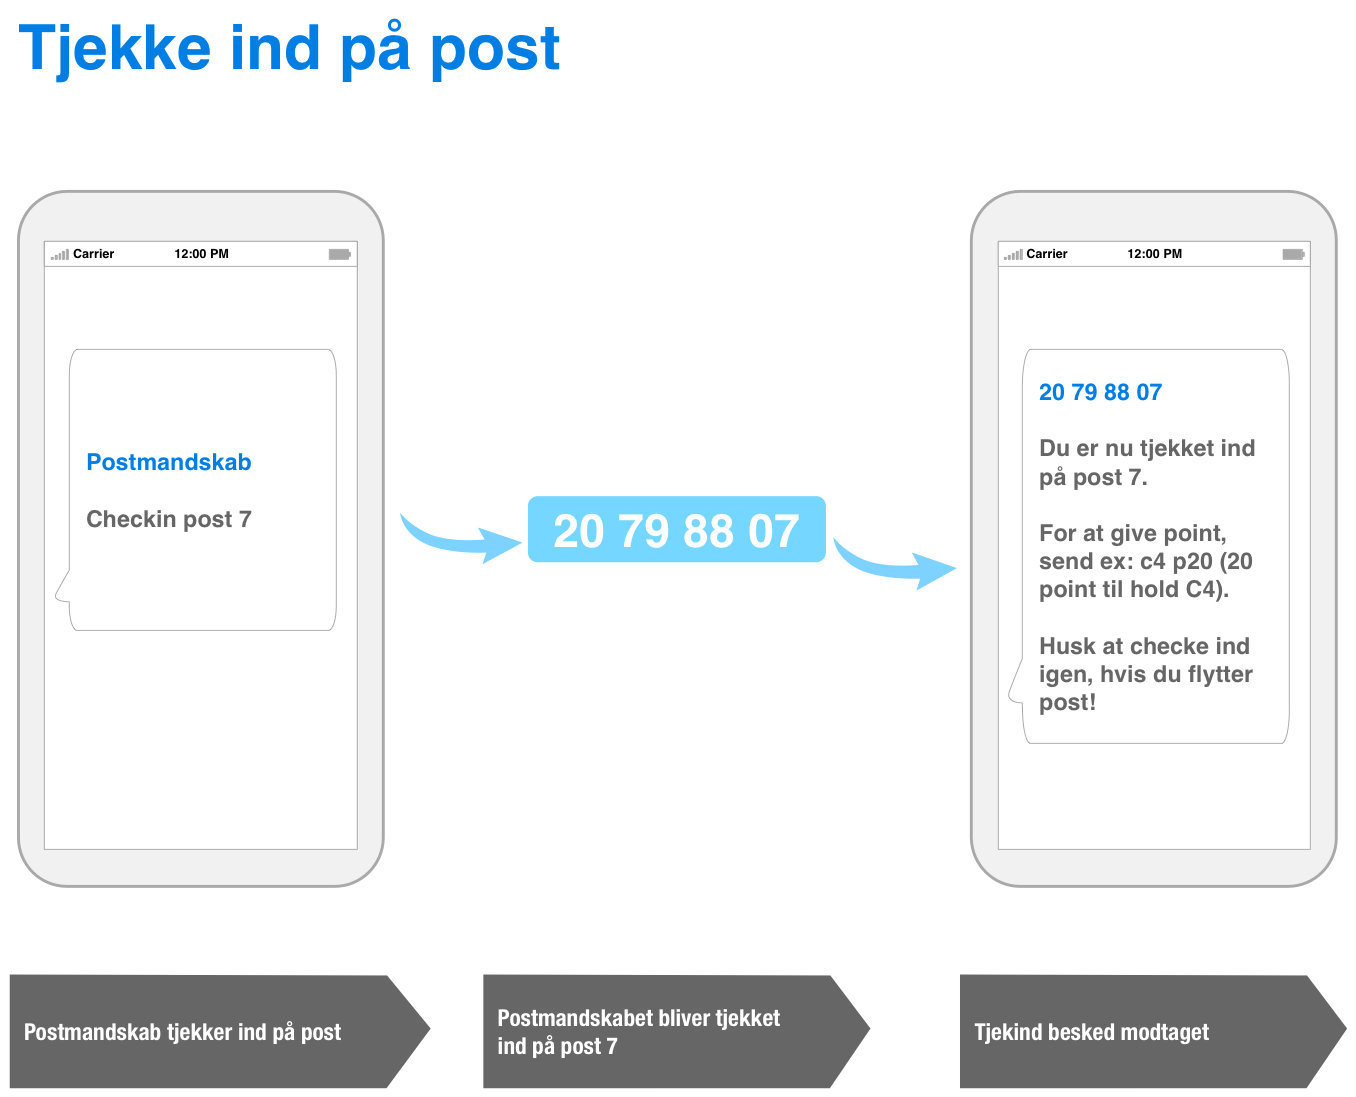 Tjekke ind på post
Carrier 12:00 PM
Postmandskab
Checkin post 7
20 79 88 07
Carrier 12:00 PM
20 79 88 07
Du er nu tjekket ind
på post 7.
For at give point,
send ex: c4 p20 (20
point til hold C4).
Husk at checke ind
igen, hvis du flytter
post!
Postmandskab tjekker ind på post
Postmandskabet bliver tjekket
ind på post 7
Tjekind besked modtaget